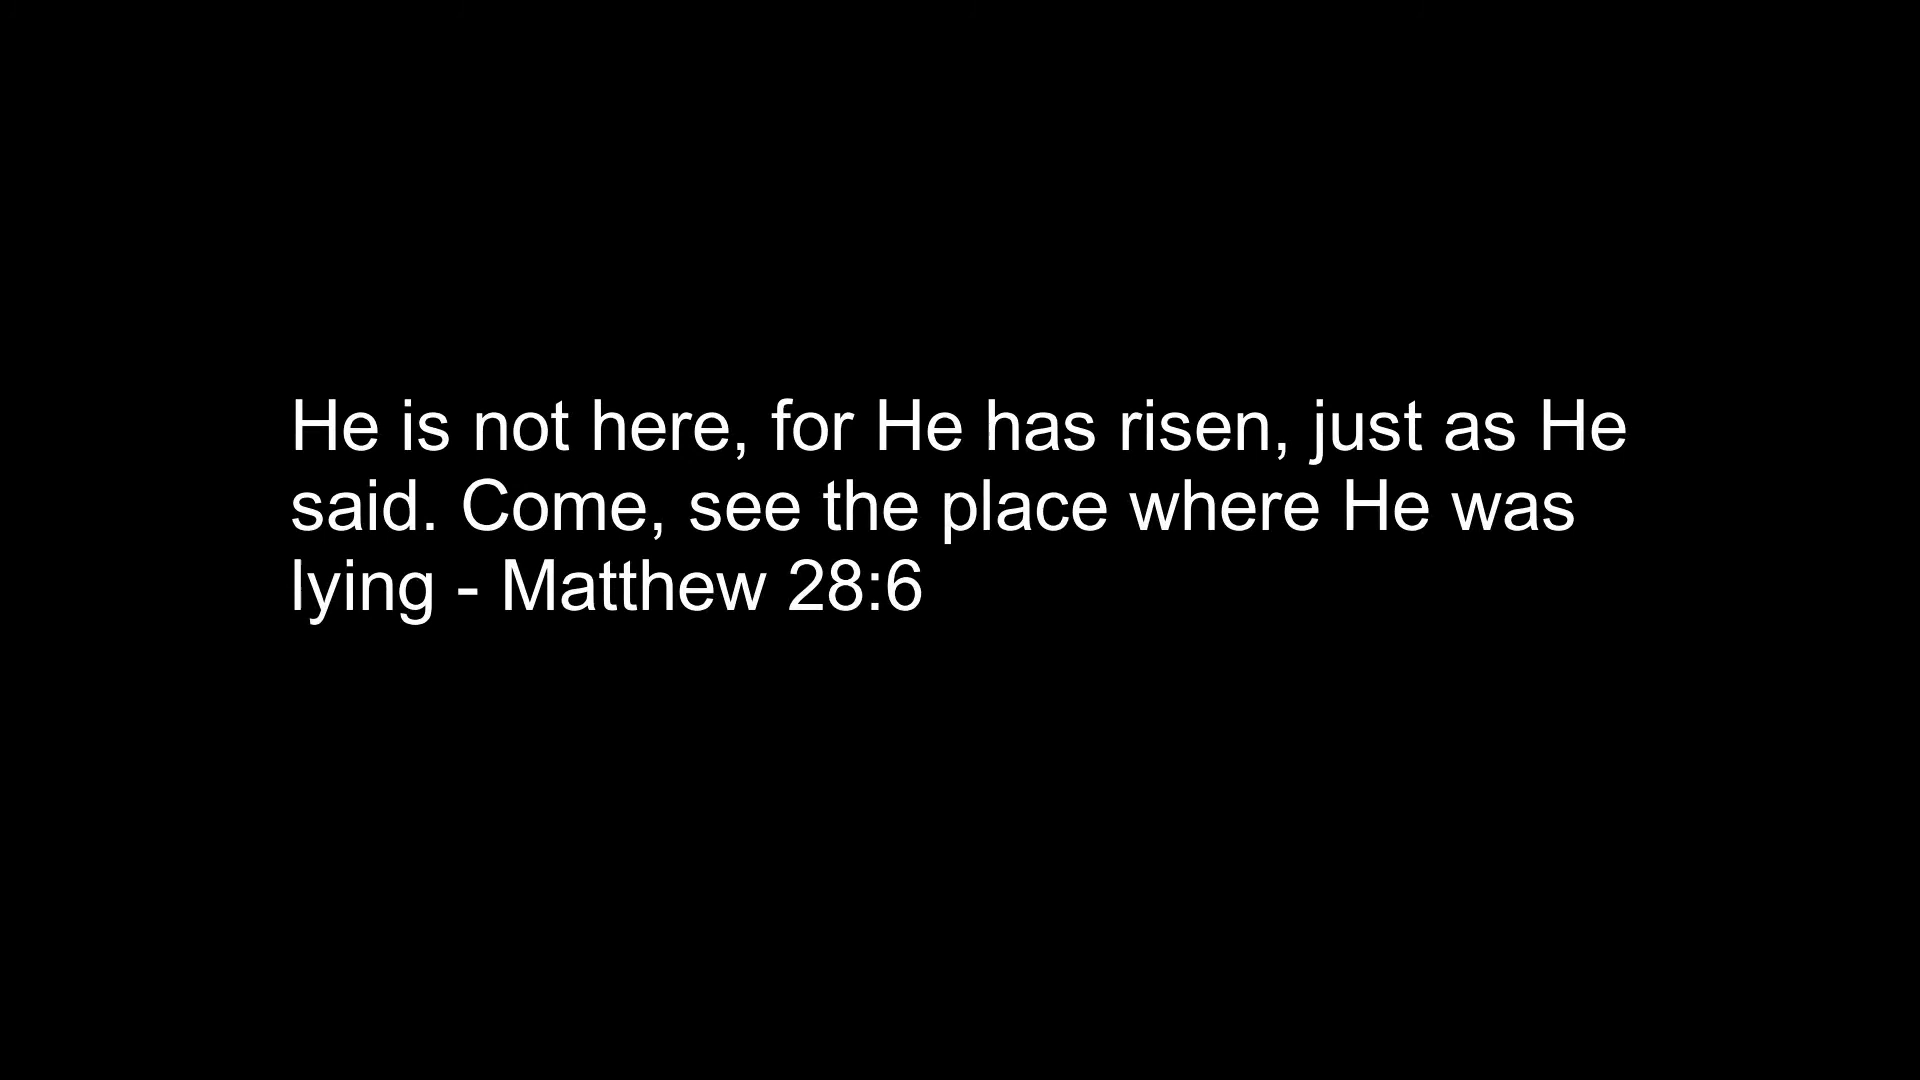 He is not here, for He has risen, just as He
said. Come, see the place where He was
lying - Matthew 28:6